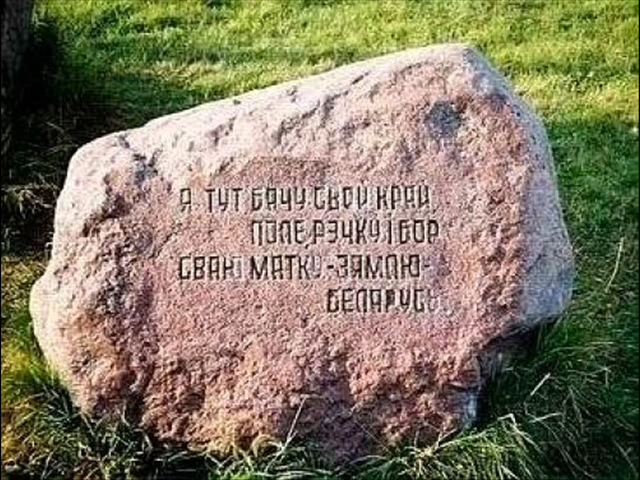 Я ТУТ БАЧУ СВОЙ КРАЙ,
ПОЛЕ, РЭЧКУ І БОР
СВАЮ МАТКУ-ЗЯМЛЮ-
БЕЛАРУСЬ